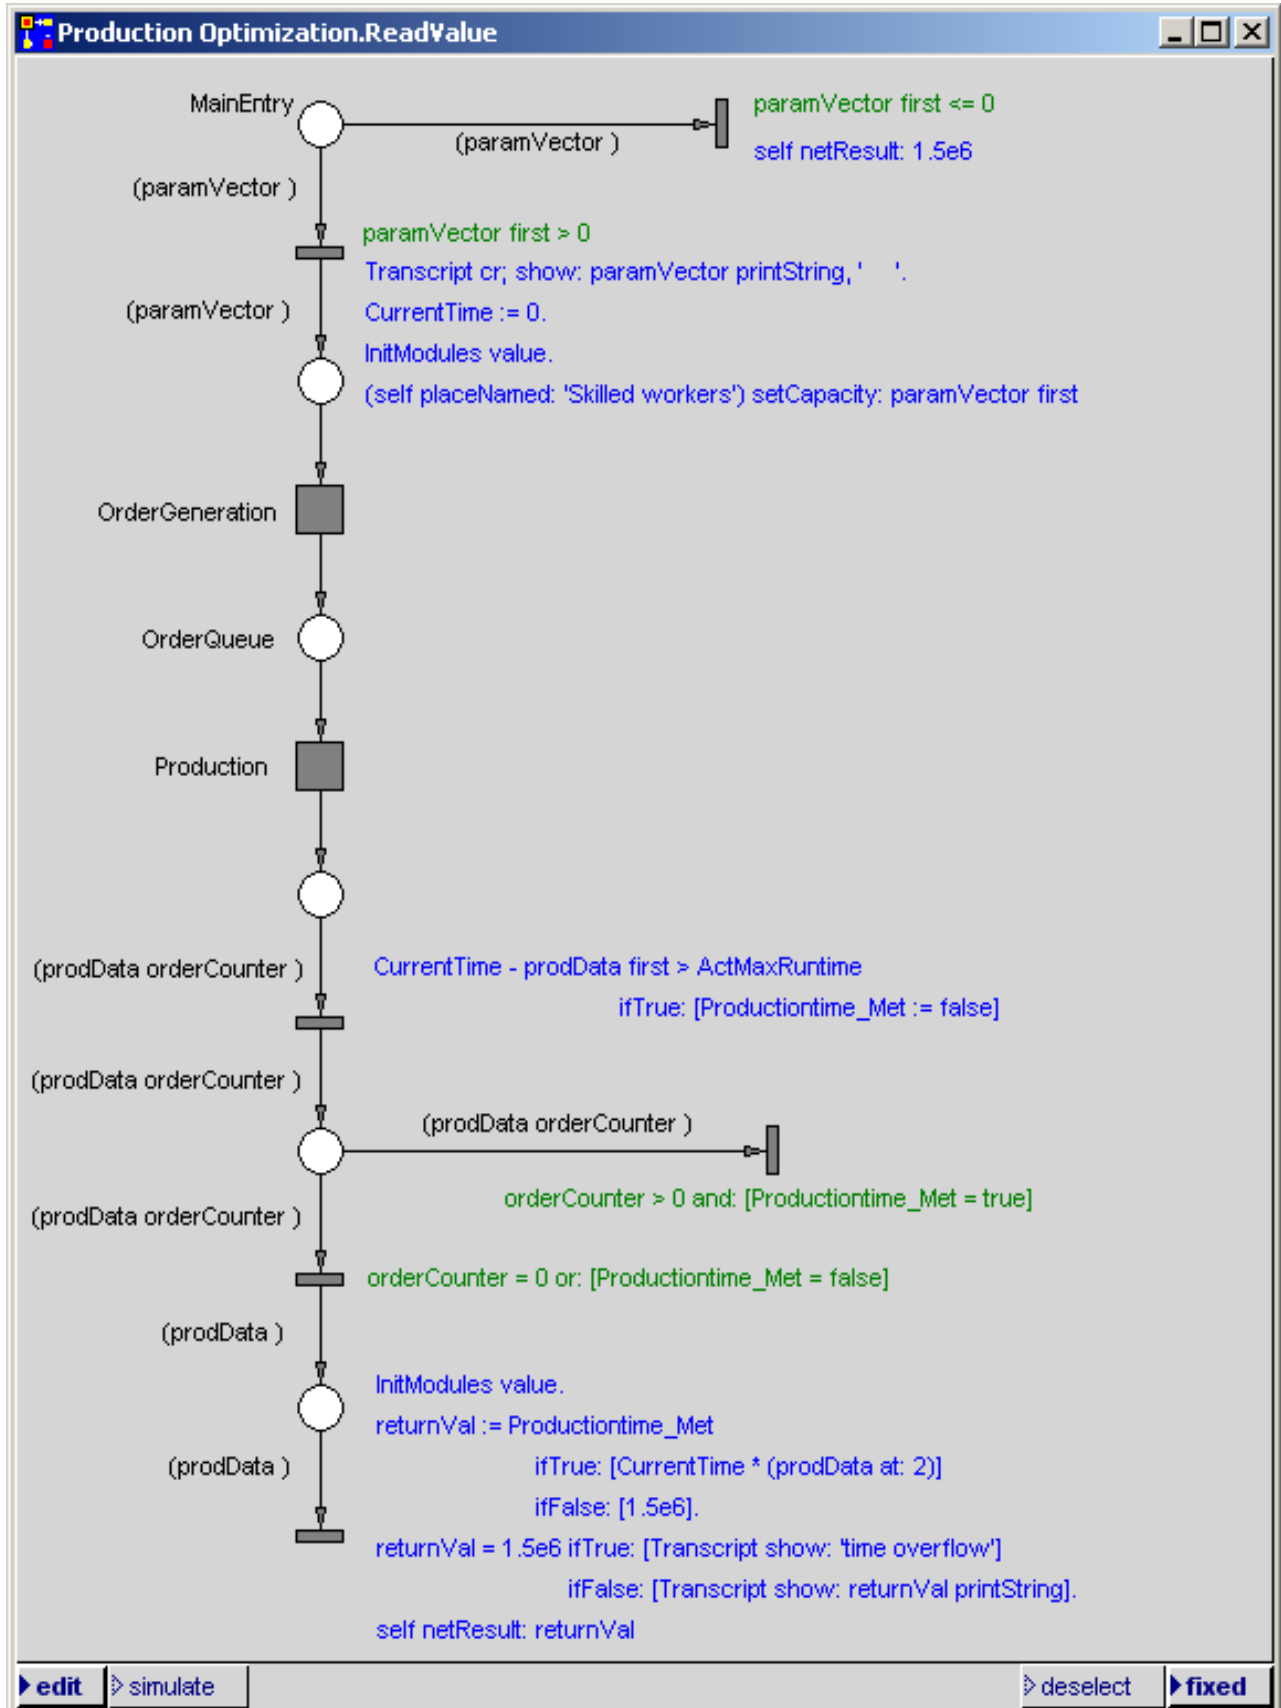 Production Optimization.ReadValue
MainEntry
paramVector first <= 0
(paramVector )
self netResult: 1.5e6
(paramVector )
paramVector first > 0
Transcript cr; show: paramVector printString, '     '.
(paramVector )
CurrentTime := 0.
InitModules value.
(self placeNamed: 'Skilled workers') setCapacity: paramVector first
OrderGeneration
OrderQueue
Production
(prodData orderCounter )
CurrentTime - prodData first > ActMaxRuntime
ifTrue: [Productiontime_Met := false]
(prodData orderCounter )
(prodData orderCounter )
orderCounter > 0 and: [Productiontime_Met = true]
(prodData orderCounter )
orderCounter = 0 or: [Productiontime_Met = false]
(prodData )
InitModules value.
returnVal := Productiontime_Met
(prodData )
ifTrue: [CurrentTime * (prodData at: 2)]
ifFalse: [1.5e6].
returnVal = 1.5e6 ifTrue: [Transcript show: 'time overflow']
ifFalse: [Transcript show: returnVal printString].
self netResult: returnVal
edit simulate deselect fixed